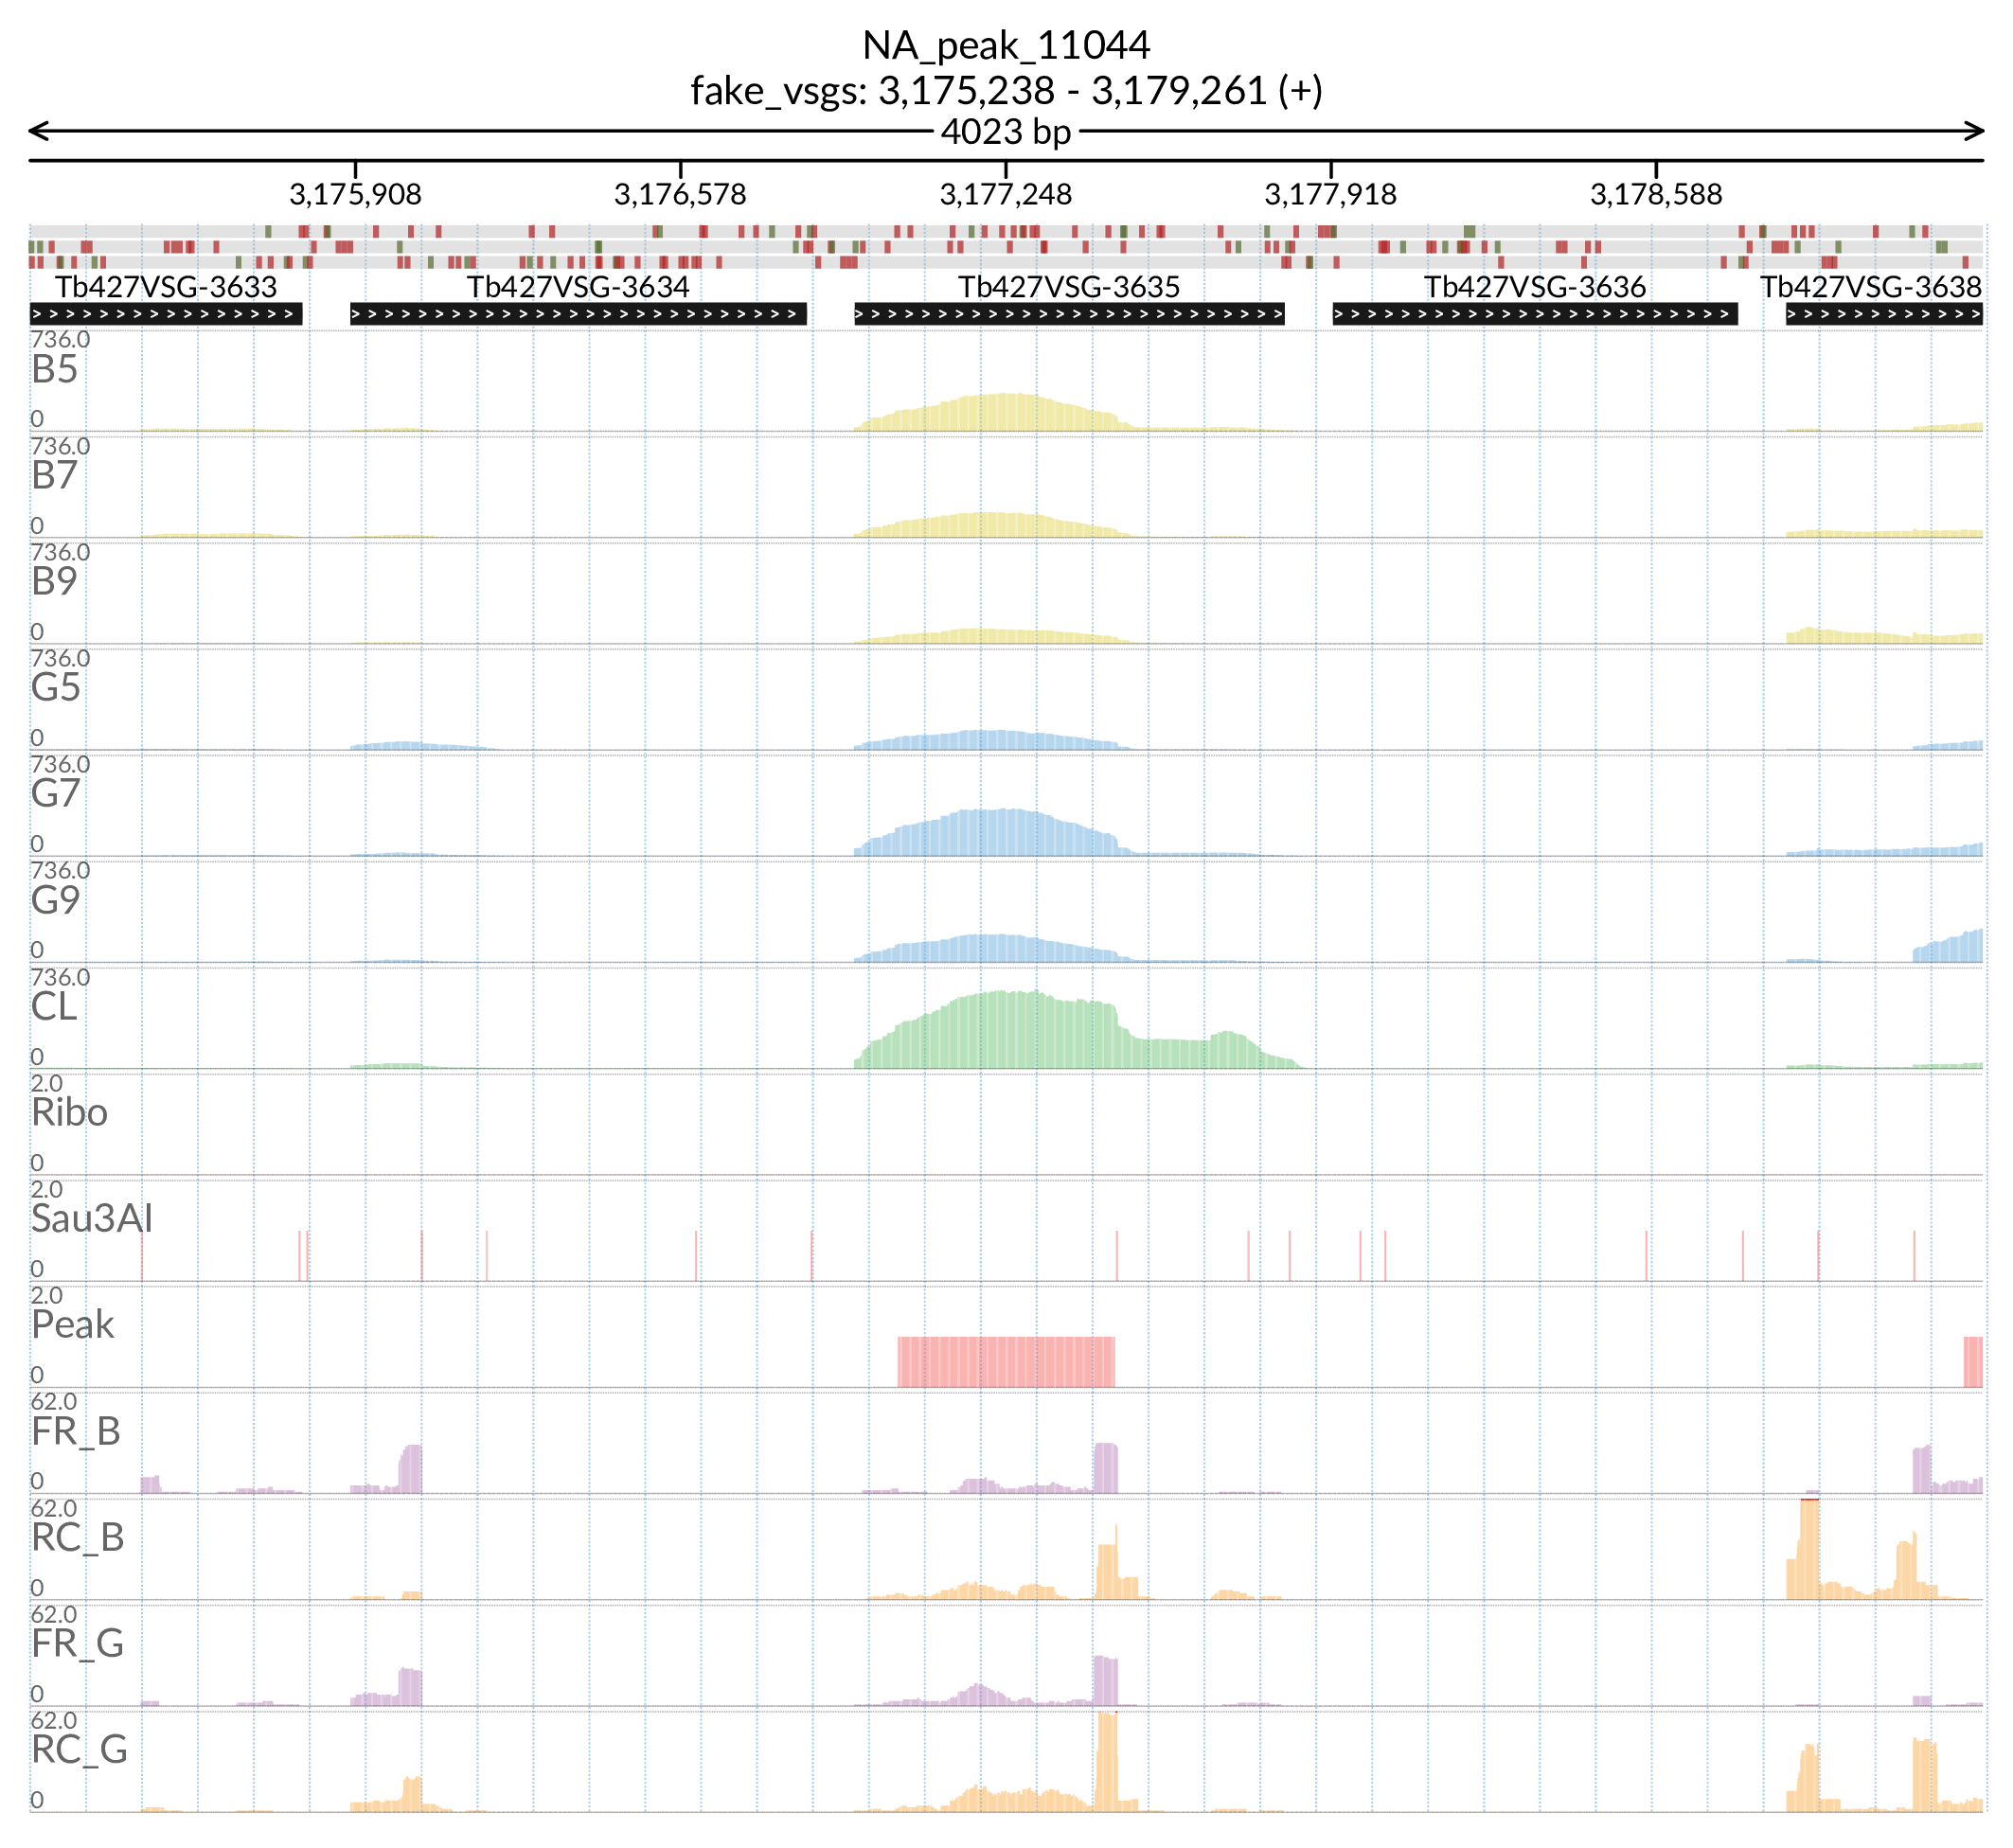 NA_peak_11044
fake_vsgs: 3,175,238 - 3,179,261 (+)
4023 bp
3,175,908 3,176,578 3,177,248 3,177,918 3,178,588
Tb427VSG-3633 Tb427VSG-3634 Tb427VSG-3635 Tb427VSG-3636 Tb427VSG-3638
736.0
B5
0
736.0
B7
0
736.0
B9
0
736.0
G5
0
736.0
G7
0
736.0
G9
0
736.0
CL
0
2.0
Ribo
0
2.0
Sau3AI
0
2.0
Peak
0
62.0
FR_B
0
62.0
RC_B
0
62.0
FR_G
0
62.0
RC_G
0